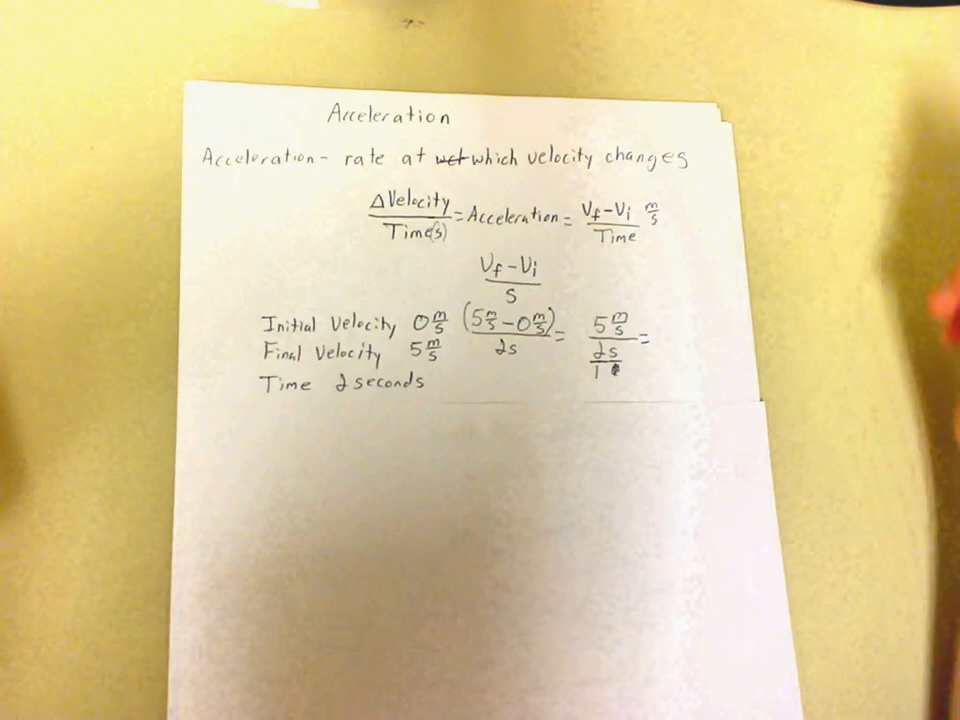 Acceleration
Acceleration - rate at which velocity changes
ΔVelocity/Time(s) = Acceleration = (Vf - Vi)/Time m/s
(Vf - Vi)/s
Initial Velocity 0 m/s (5 m/s - 0 m/s)/2s = (5 m/s)/(2s/1) =
Final Velocity 5 m/s
Time 2 seconds